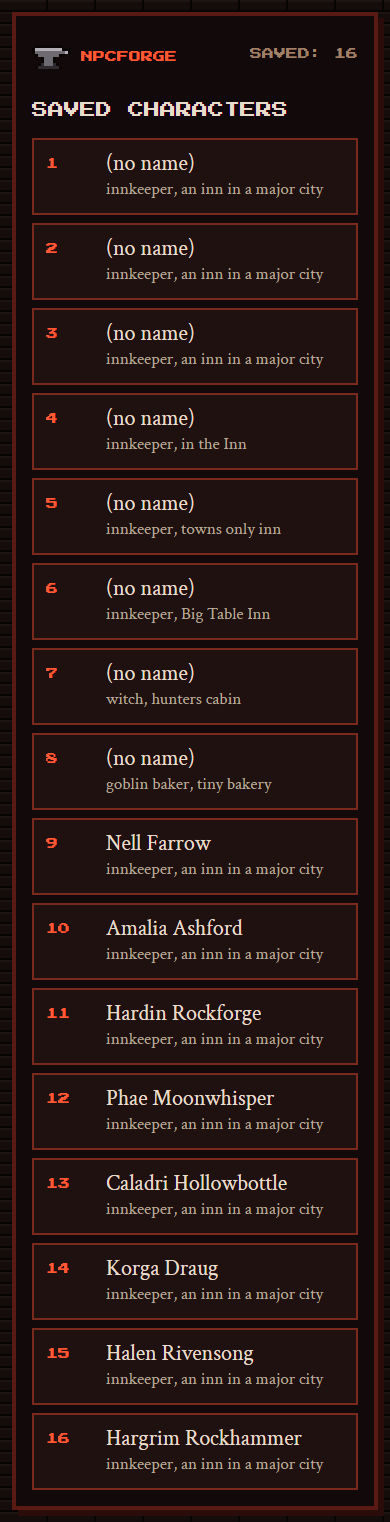 NPCFORGE
SAVED: 16
SAVED CHARACTERS
1
(no name)
innkeeper, an inn in a major city
2
(no name)
innkeeper, an inn in a major city
3
(no name)
innkeeper, an inn in a major city
4
(no name)
innkeeper, in the Inn
5
(no name)
innkeeper, towns only inn
6
(no name)
innkeeper, Big Table Inn
7
(no name)
witch, hunters cabin
8
(no name)
goblin baker, tiny bakery
9
Nell Farrow
innkeeper, an inn in a major city
10
Amalia Ashford
innkeeper, an inn in a major city
11
Hardin Rockforge
innkeeper, an inn in a major city
12
Phae Moonwhisper
innkeeper, an inn in a major city
13
Caladri Hollowbottle
innkeeper, an inn in a major city
14
Korga Draug
innkeeper, an inn in a major city
15
Halen Rivensong
innkeeper, an inn in a major city
16
Hargrim Rockhammer
innkeeper, an inn in a major city